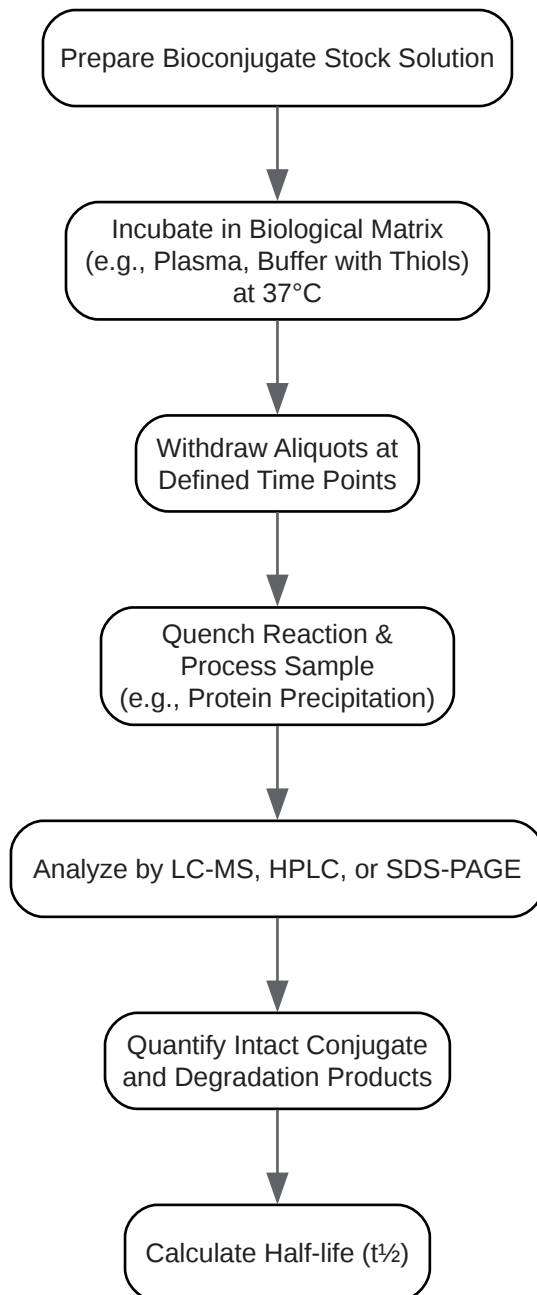 Prepare Bioconjugate Stock Solution
Incubate in Biological Matrix
(e.g., Plasma, Buffer with Thiols)
at 37°C
Withdraw Aliquots at
Defined Time Points
Quench Reaction &
Process Sample
(e.g., Protein Precipitation)
Analyze by LC-MS, HPLC, or SDS-PAGE
Quantify Intact Conjugate
and Degradation Products
Calculate Half-life (t½)